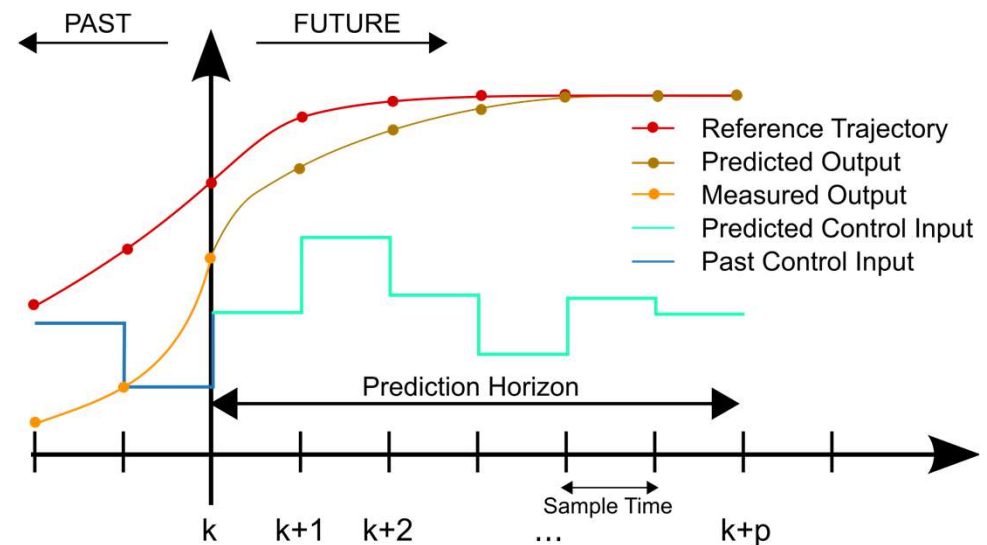 PAST
FUTURE
Reference Trajectory
Predicted Output
Measured Output
Predicted Control Input
Past Control Input
Prediction Horizon
Sample Time
k k+1 k+2 ... k+p